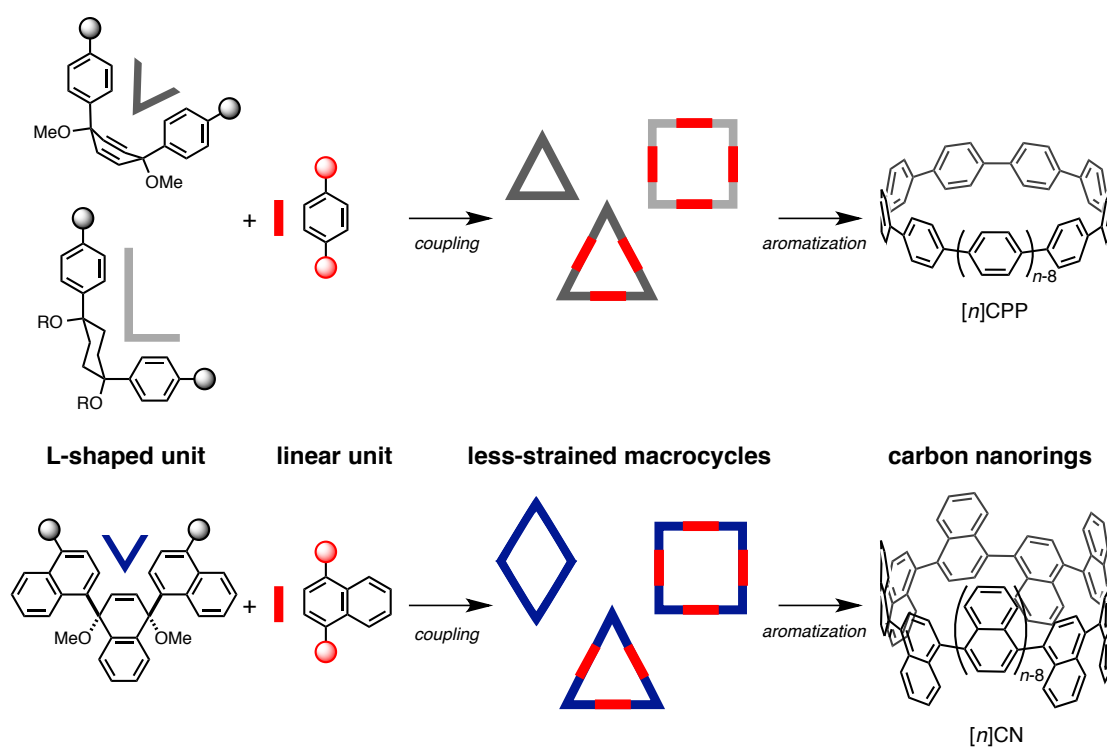 MeO
OMe
+
coupling
aromatization
n-8
[n]CPP
RO
RO
L-shaped unit
linear unit
less-strained macrocycles
carbon nanorings
MeO
OMe
+
coupling
aromatization
n-8
[n]CN